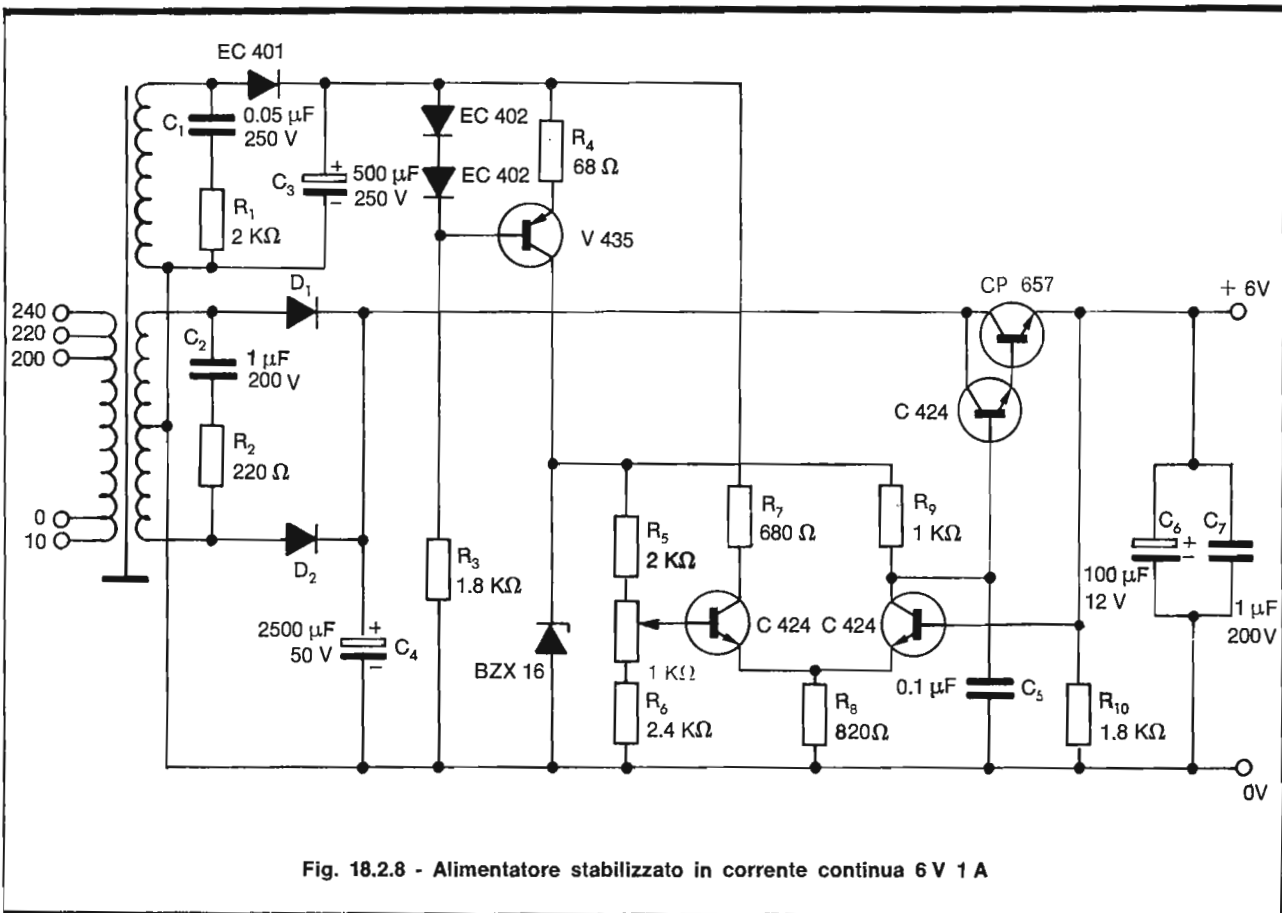 EC 401
C1
0.05 µF
250 V
R1
2 KΩ
C3
+
500 µF
250 V
−
EC 402
EC 402
R4
68 Ω
V 435
D1
240
220
200
0
10
C2
1 µF
200 V
R2
220 Ω
D2
2500 µF
50 V
+
C4
−
R3
1.8 KΩ
BZX 16
R5
2 KΩ
1 KΩ
R6
2.4 KΩ
R7
680 Ω
C 424
C 424
R8
820Ω
R9
1 KΩ
CP 657
C 424
0.1 µF
C5
R10
1.8 KΩ
+ 6V
C6
+
−
100 µF
12 V
C7
1 µF
200V
0V
Fig. 18.2.8 - Alimentatore stabilizzato in corrente continua 6 V 1 A